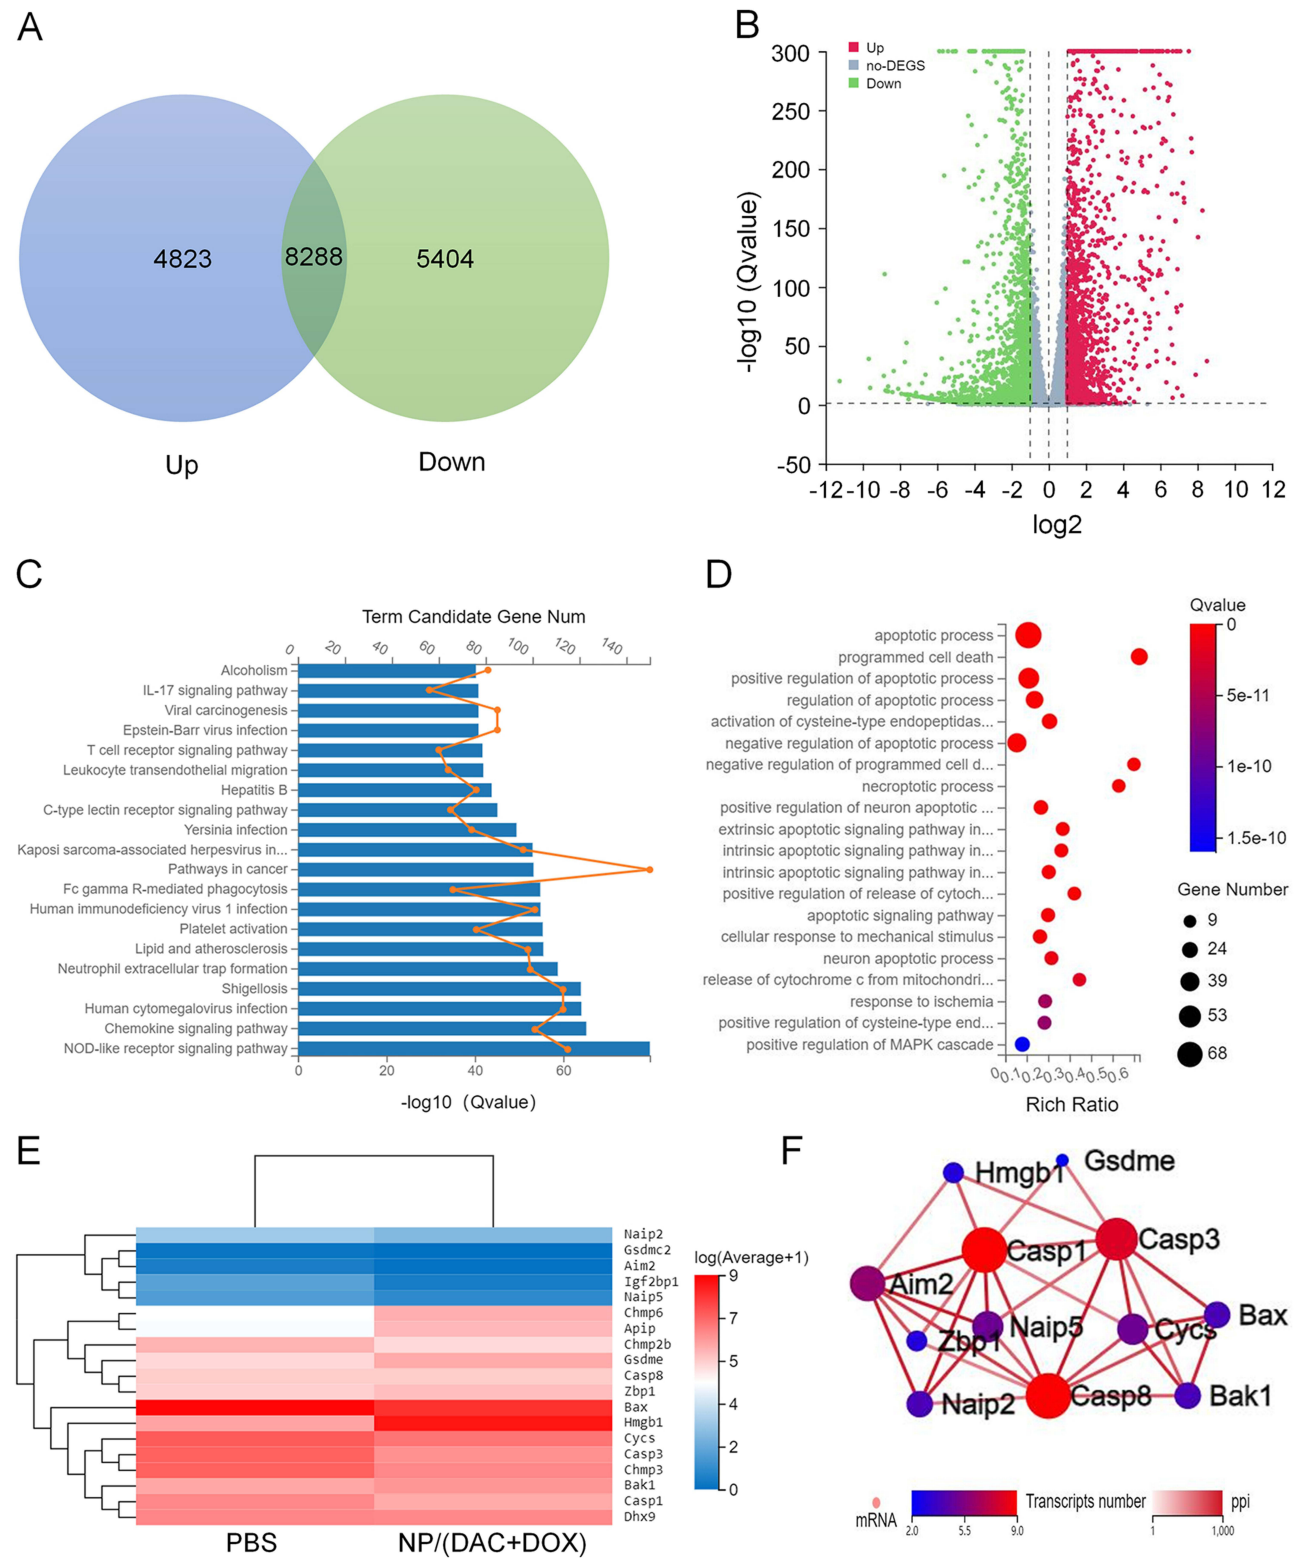 A
4823
8288
5404
Up
Down
B
Up
no-DEGS
Down
300
250
200
150
100
50
0
-50
-log10 (Qvalue)
-12 -10 -8 -6 -4 -2 0 2 4 6 8 10 12
log2
C
Term Candidate Gene Num
0 20 40 60 80 100 120 140
Alcoholism
IL-17 signaling pathway
Viral carcinogenesis
Epstein-Barr virus infection
T cell receptor signaling pathway
Leukocyte transendothelial migration
Hepatitis B
C-type lectin receptor signaling pathway
Yersinia infection
Kaposi sarcoma-associated herpesvirus in...
Pathways in cancer
Fc gamma R-mediated phagocytosis
Human immunodeficiency virus 1 infection
Platelet activation
Lipid and atherosclerosis
Neutrophil extracellular trap formation
Shigellosis
Human cytomegalovirus infection
Chemokine signaling pathway
NOD-like receptor signaling pathway
0 20 40 60
-log10 (Qvalue)
D
apoptotic process
programmed cell death
positive regulation of apoptotic process
regulation of apoptotic process
activation of cysteine-type endopeptidas...
negative regulation of apoptotic process
negative regulation of programmed cell d...
necroptotic process
positive regulation of neuron apoptotic ...
extrinsic apoptotic signaling pathway in...
intrinsic apoptotic signaling pathway in...
intrinsic apoptotic signaling pathway in...
positive regulation of release of cytoch...
apoptotic signaling pathway
cellular response to mechanical stimulus
neuron apoptotic process
release of cytochrome c from mitochondri...
response to ischemia
positive regulation of cysteine-type end...
positive regulation of MAPK cascade
0 0.1 0.2 0.3 0.4 0.5 0.6
Rich Ratio
Qvalue
0
5e-11
1e-10
1.5e-10
Gene Number
9
24
39
53
68
E
Naip2
Gsdmc2
Aim2
Igf2bp1
Naip5
Chmp6
Apip
Chmp2b
Gsdme
Casp8
Zbp1
Bax
Hmgb1
Cycs
Casp3
Chmp3
Bak1
Casp1
Dhx9
PBS
NP/(DAC+DOX)
log(Average+1)
9
7
5
4
2
0
F
Hmgb1
Gsdme
Casp1
Casp3
Aim2
Zbp1
Naip5
Cycs
Bax
Naip2
Casp8
Bak1
mRNA
2.0 5.5 9.0
Transcripts number
1 1,000
ppi